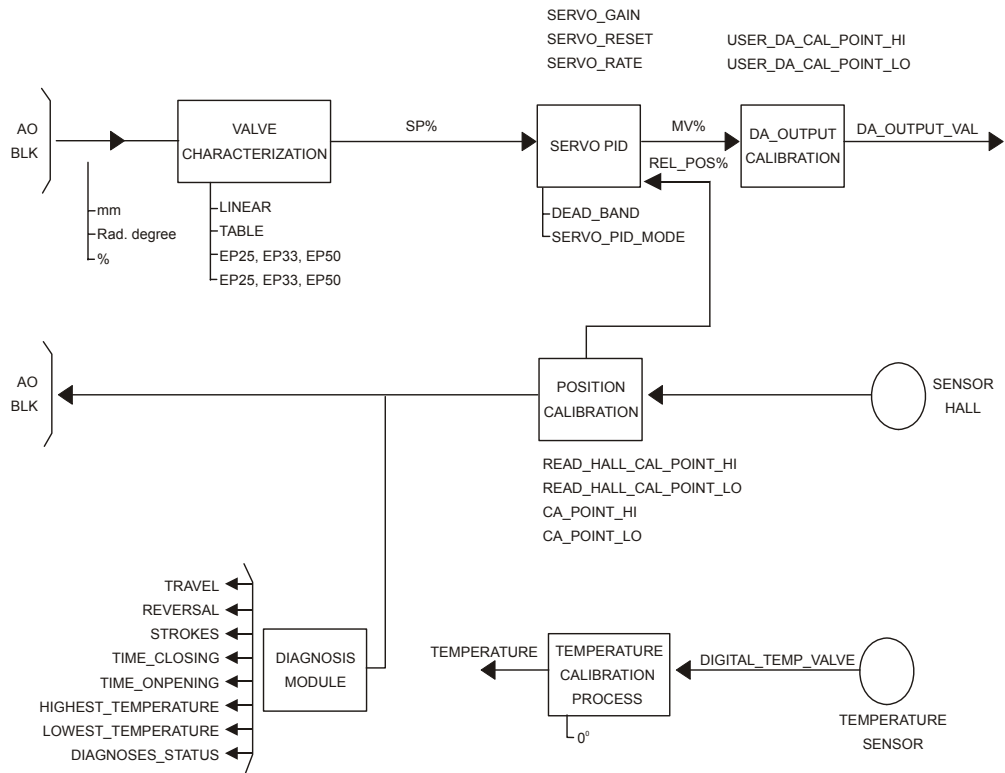 SERVO_GAIN
SERVO_RESET
SERVO_RATE
USER_DA_CAL_POINT_HI
USER_DA_CAL_POINT_LO
AO
BLK
VALVE
CHARACTERIZATION
SP%
SERVO PID
MV%
REL_POS%
DA_OUTPUT
CALIBRATION
DA_OUTPUT_VAL
mm
Rad. degree
%
LINEAR
TABLE
EP25, EP33, EP50
EP25, EP33, EP50
DEAD_BAND
SERVO_PID_MODE
AO
BLK
POSITION
CALIBRATION
SENSOR
HALL
READ_HALL_CAL_POINT_HI
READ_HALL_CAL_POINT_LO
CA_POINT_HI
CA_POINT_LO
TRAVEL
REVERSAL
STROKES
TIME_CLOSING
TIME_ONPENING
HIGHEST_TEMPERATURE
LOWEST_TEMPERATURE
DIAGNOSES_STATUS
DIAGNOSIS
MODULE
TEMPERATURE
TEMPERATURE
CALIBRATION
PROCESS
0⁰
DIGITAL_TEMP_VALVE
TEMPERATURE
SENSOR